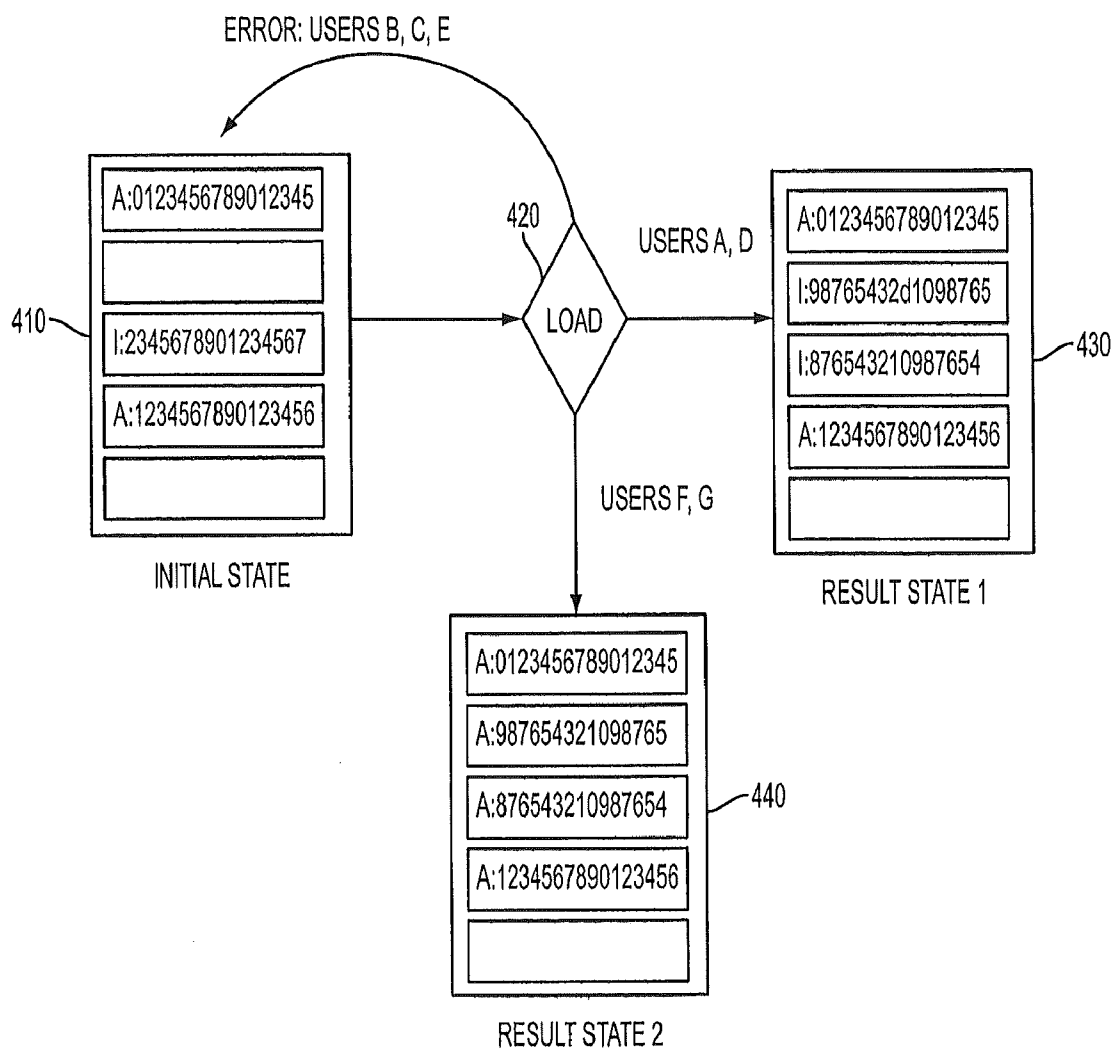 ERROR: USERS B, C, E
A:0123456789012345
I:2345678901234567
A:1234567890123456
410
INITIAL STATE
420
LOAD
USERS A, D
USERS F, G
A:0123456789012345
I:98765432d1098765
I:876543210987654
A:1234567890123456
430
RESULT STATE 1
A:0123456789012345
A:987654321098765
A:876543210987654
A:1234567890123456
440
RESULT STATE 2